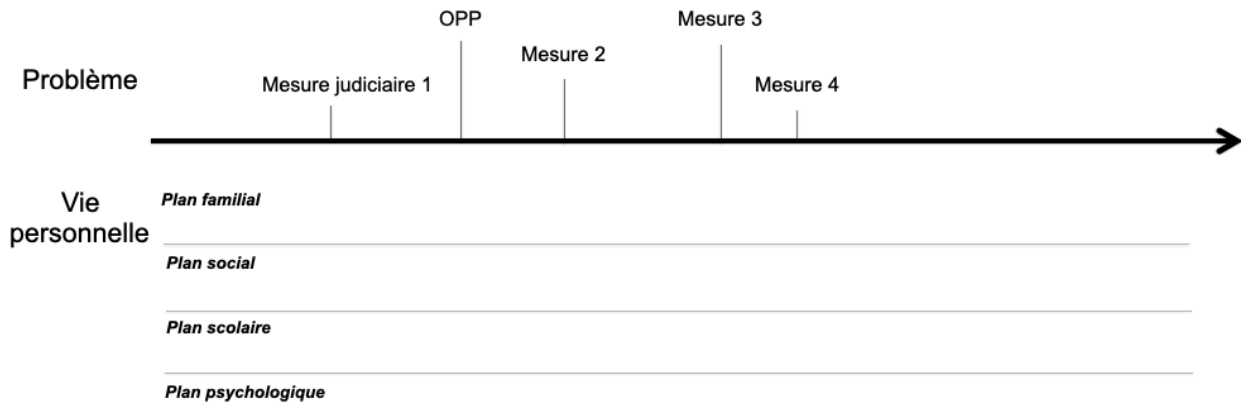 OPP
Mesure 3
Mesure 2
Problème
Mesure judiciaire 1
Mesure 4
Vie
personnelle
Plan familial
Plan social
Plan scolaire
Plan psychologique